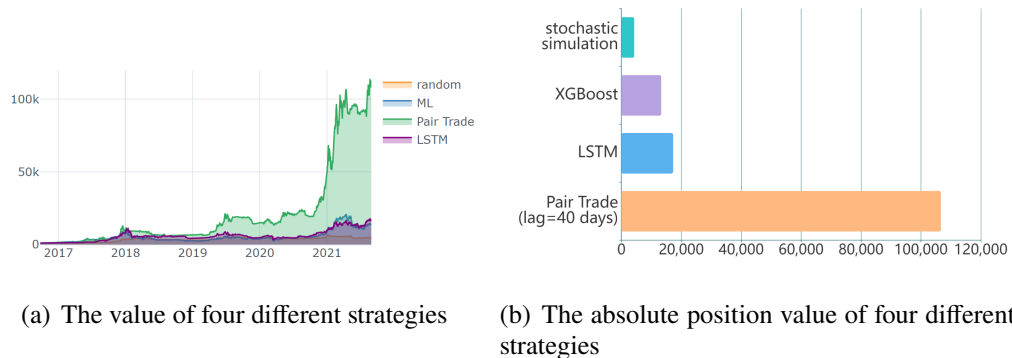 100k
50k
0
2017
2018
2019
2020
2021
random
ML
Pair Trade
LSTM
(a) The value of four different strategies
stochastic
simulation
XGBoost
LSTM
Pair Trade
(lag=40 days)
0
20,000
40,000
60,000
80,000
100,000
120,000
(b) The absolute position value of four different
strategies